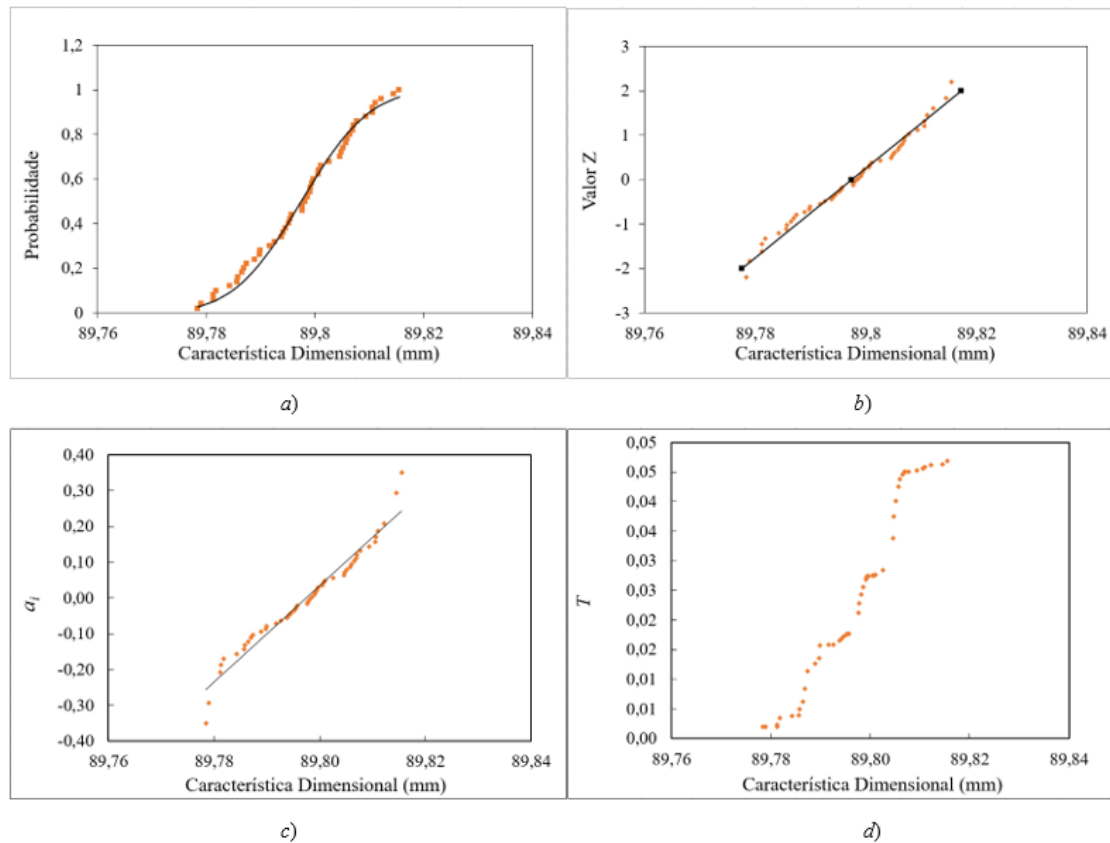 1,2
1
0,8
0,6
0,4
0,2
0
Probabilidade
89,76 89,78 89,8 89,82 89,84
Característica Dimensional (mm)
a)
3
2
1
0
-1
-2
-3
Valor Z
89,76 89,78 89,8 89,82 89,84
Característica Dimensional (mm)
b)
0,40
0,30
0,20
0,10
0,00
-0,10
-0,20
-0,30
-0,40
ai
89,76 89,78 89,80 89,82 89,84
Característica Dimensional (mm)
c)
0,05
0,05
0,04
0,04
0,03
0,03
0,02
0,02
0,01
0,01
0,00
T
89,76 89,78 89,80 89,82 89,84
Característica Dimensional (mm)
d)